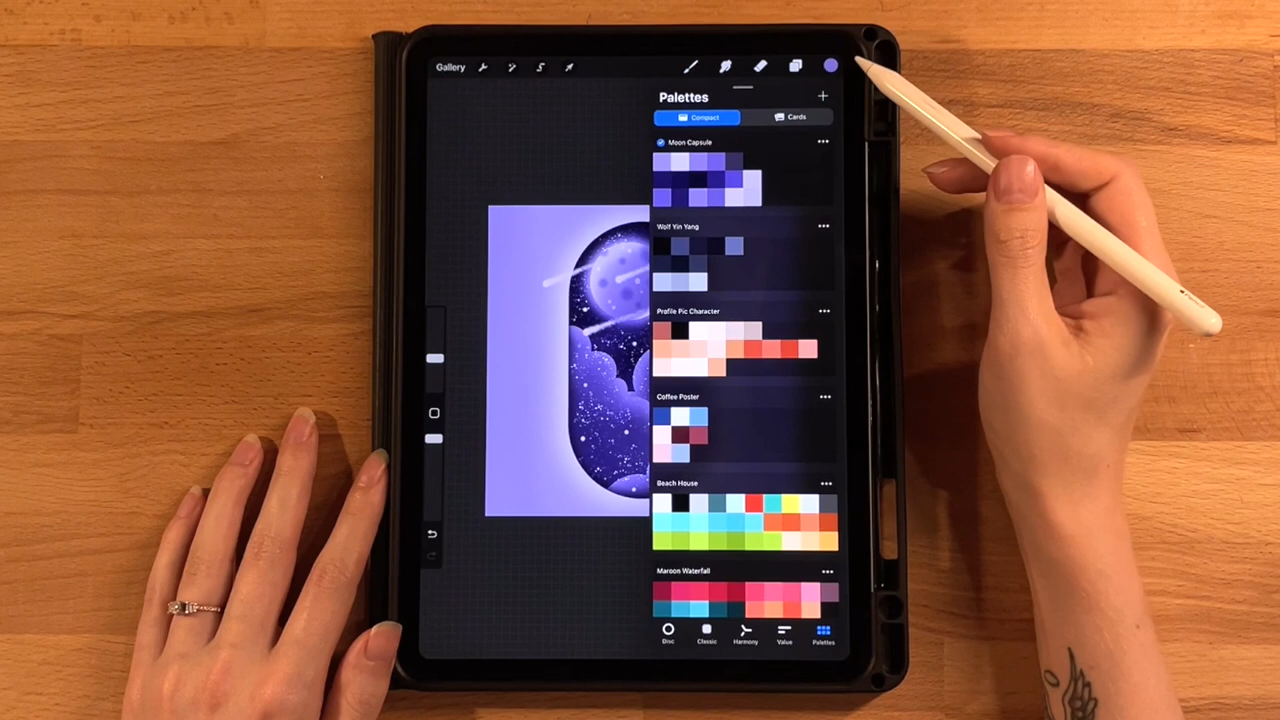 Gallery
Palettes
Compact
Cards
Moon Capsule
Wolf Yin Yang
Profile Pic Character
Coffee Poster
Beach House
Maroon Waterfall
Disc
Classic
Harmony
Value
Palettes